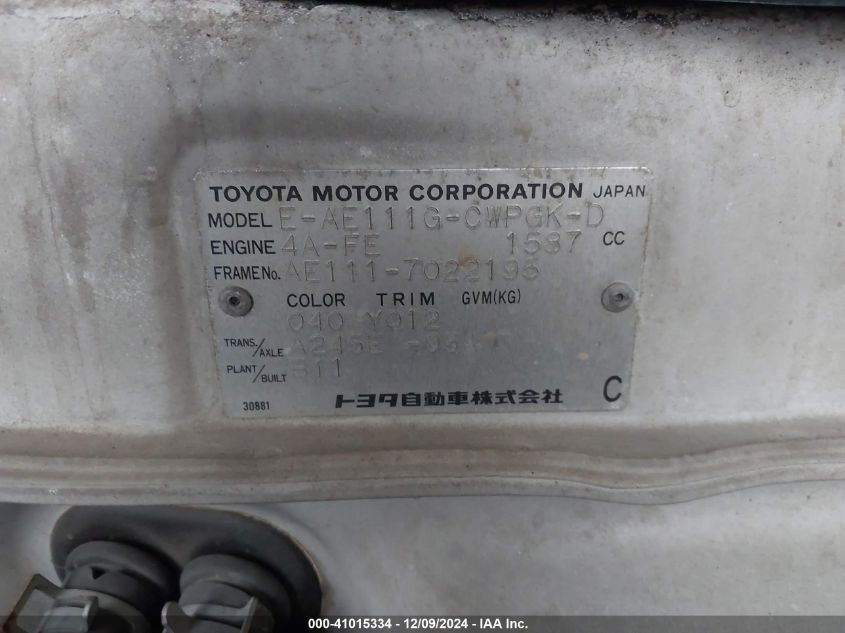 TOYOTA MOTOR CORPORATION JAPAN
MODEL E-AE111G-CWPGK-D
ENGINE 4A-FE 1587 CC
FRAME No. AE111-7022195
COLOR TRIM GVM(KG)
040 Y012
TRANS./AXLE A245E
PLANT/BUILT
30881 トヨタ自動車株式会社 C
000-41015334 - 12/09/2024 - IAA Inc.